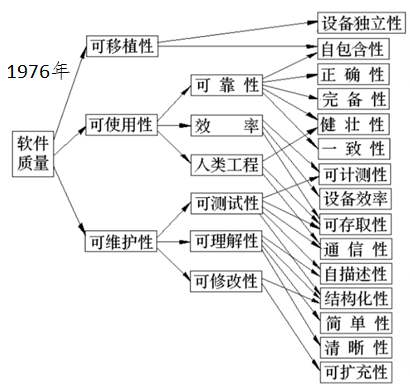 1976年
软件
质量
可移植性
可使用性
可维护性
可靠性
效率
人类工程
可测试性
可理解性
可修改性
设备独立性
自包含性
正确性
完备性
健壮性
一致性
可计测性
设备效率
可存取性
通信性
自描述性
结构化性
简单性
清晰性
可扩充性